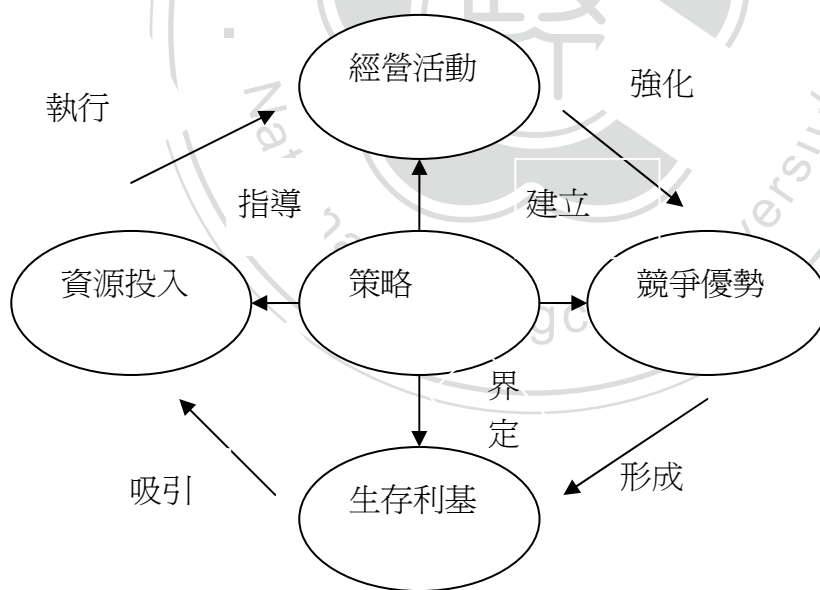 經營活動
強化
執行
指導
建立
資源投入
策略
競爭優勢
界
定
生存利基
吸引
形成